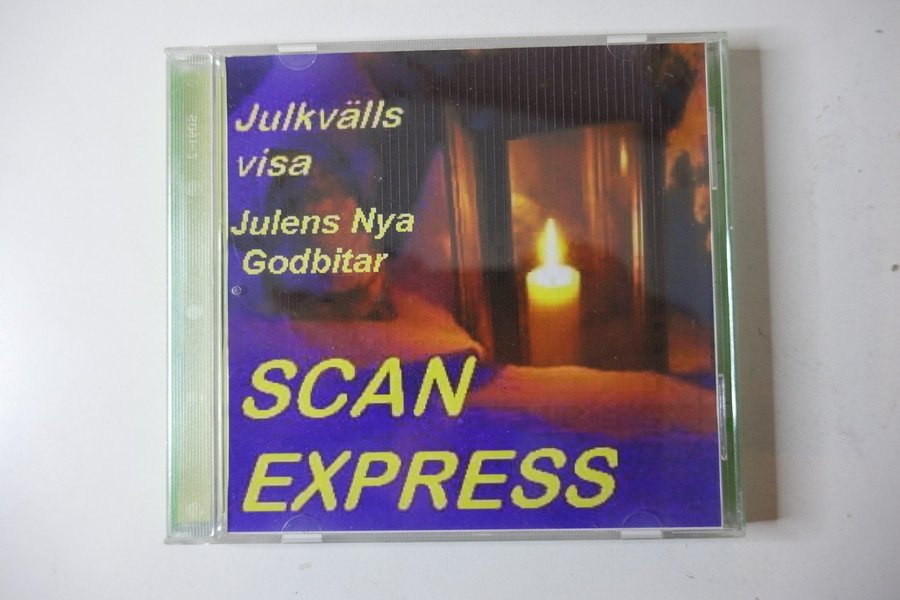 Julkvälls
visa
Julens Nya
Godbitar
SCAN
EXPRESS